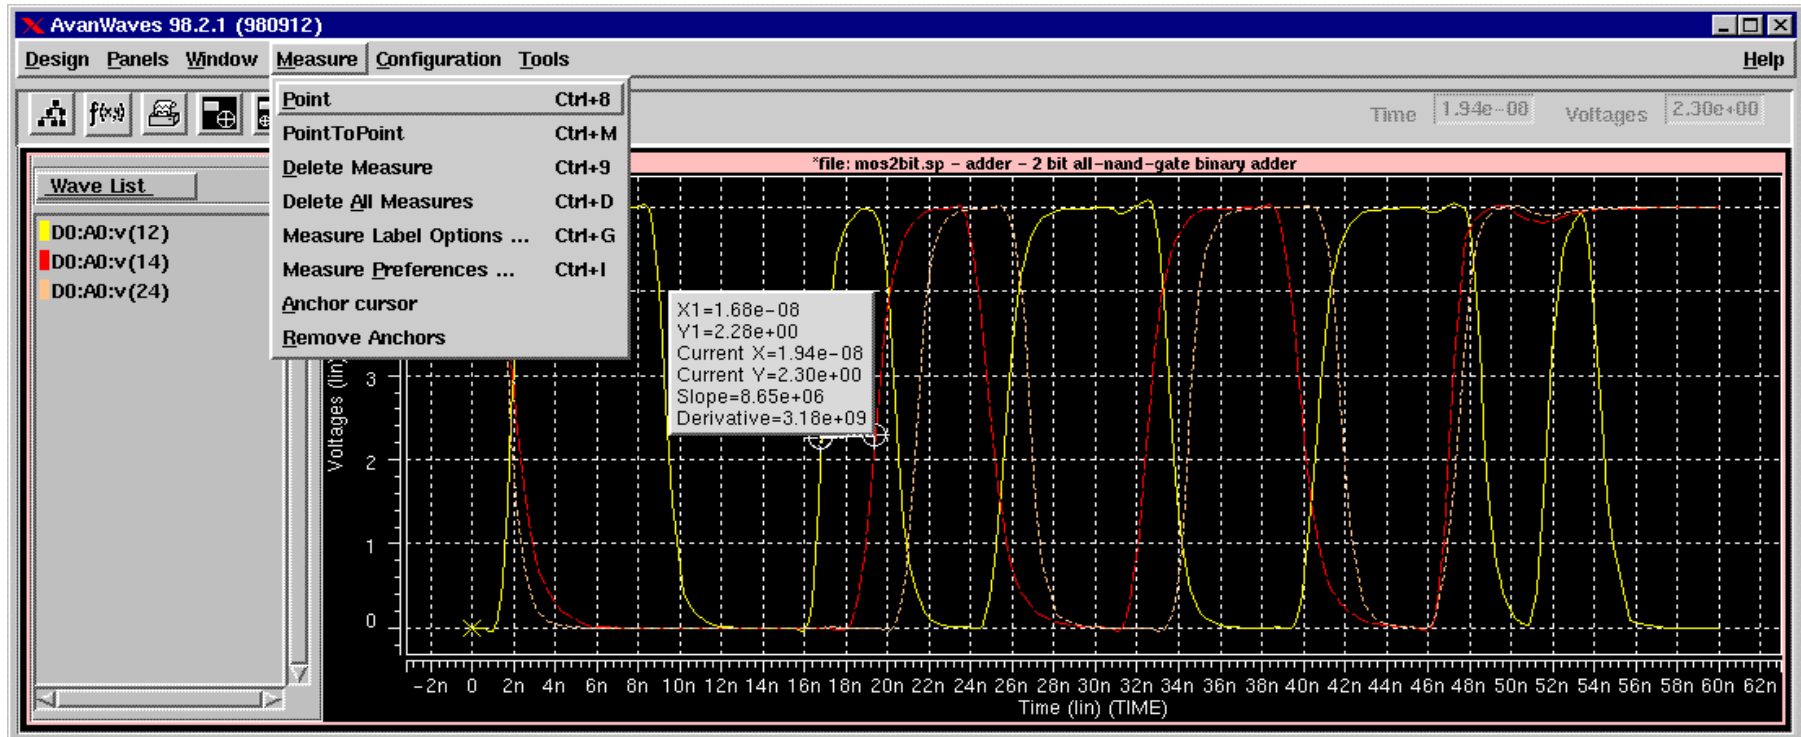 AvanWaves 98.2.1 (980912)
Design Panels Window Measure Configuration Tools Help
Point Ctrl+8
PointToPoint Ctrl+M
Delete Measure Ctrl+9
Delete All Measures Ctrl+D
Measure Label Options ... Ctrl+G
Measure Preferences ... Ctrl+I
Anchor cursor
Remove Anchors
f(x,y)
Time 1.94e-08 Voltages 2.30e+00
*file: mos2bit.sp - adder - 2 bit all-nand-gate binary adder
Wave List
D0:A0:v(12)
D0:A0:v(14)
D0:A0:v(24)
X1=1.68e-08
Y1=2.28e+00
Current X=1.94e-08
Current Y=2.30e+00
Slope=8.65e+06
Derivative=3.18e+09
Voltages (lin)
3
2
1
0
-2n 0 2n 4n 6n 8n 10n 12n 14n 16n 18n 20n 22n 24n 26n 28n 30n 32n 34n 36n 38n 40n 42n 44n 46n 48n 50n 52n 54n 56n 58n 60n 62n
Time (lin) (TIME)